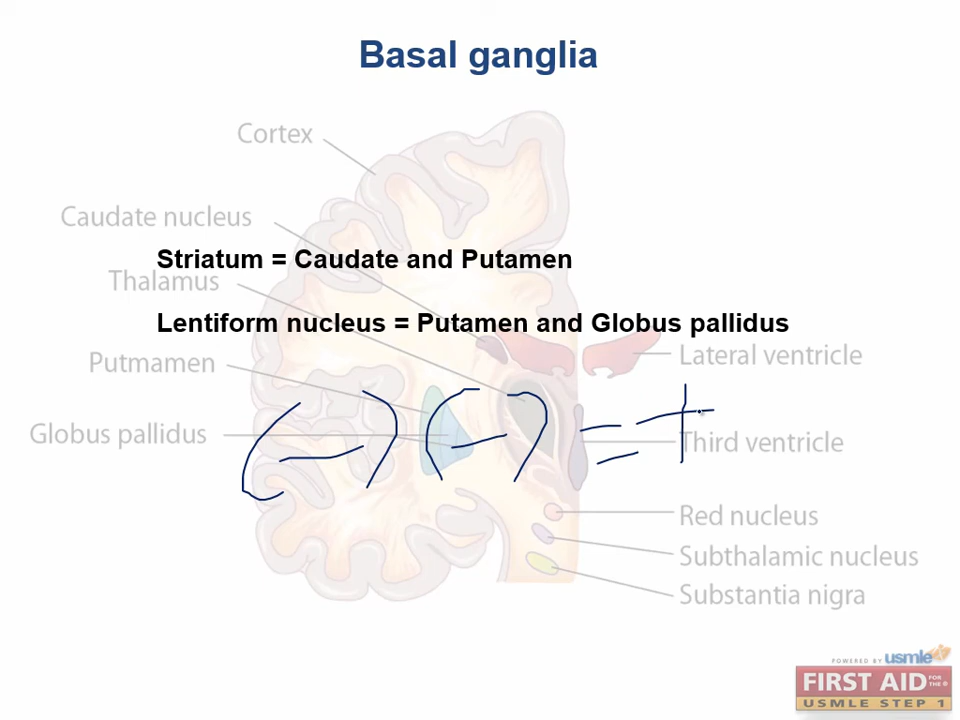 Basal ganglia
Cortex
Caudate nucleus
Striatum = Caudate and Putamen
Thalamus
Lentiform nucleus = Putamen and Globus pallidus
Lateral ventricle
Putmamen
Globus pallidus
(-) (-) = +
Third ventricle
Red nucleus
Subthalamic nucleus
Substantia nigra
POWERED BY usmle
FIRST AID FOR THE ®
USMLE STEP 1